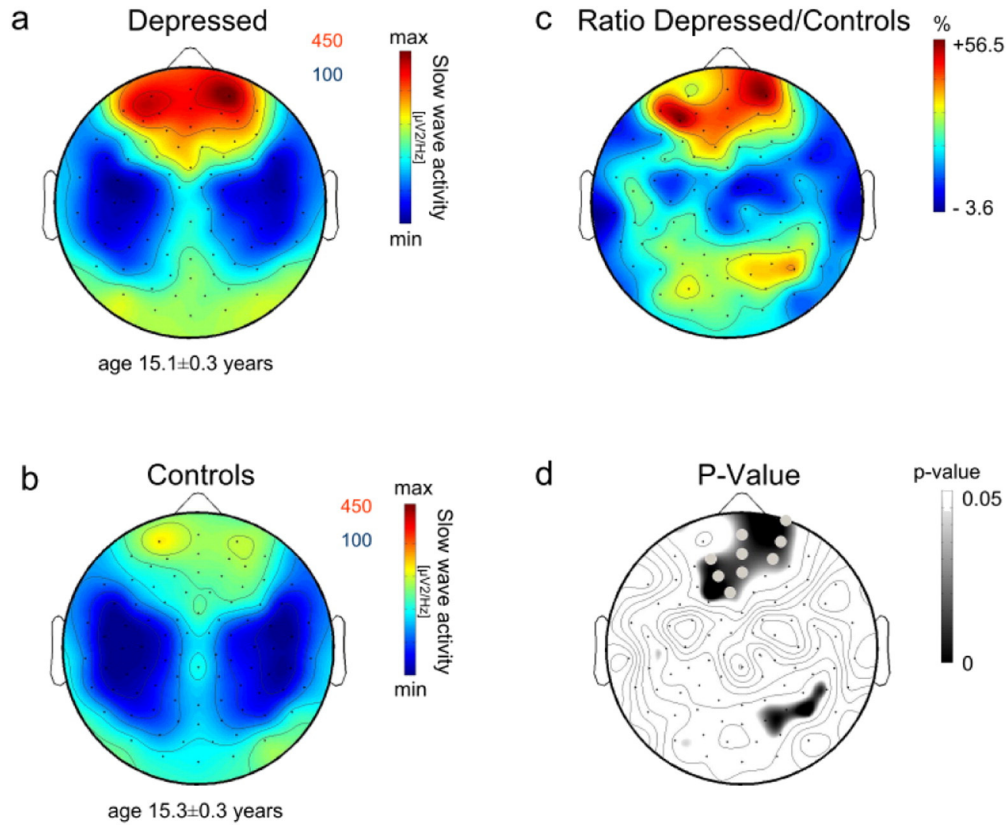 a
Depressed
450
100
max
Slow wave activity
[µV2/Hz]
min
age 15.1±0.3 years
c
Ratio Depressed/Controls
%
+56.5
- 3.6
b
Controls
450
100
max
Slow wave activity
[µV2/Hz]
min
age 15.3±0.3 years
d
P-Value
p-value
0.05
0